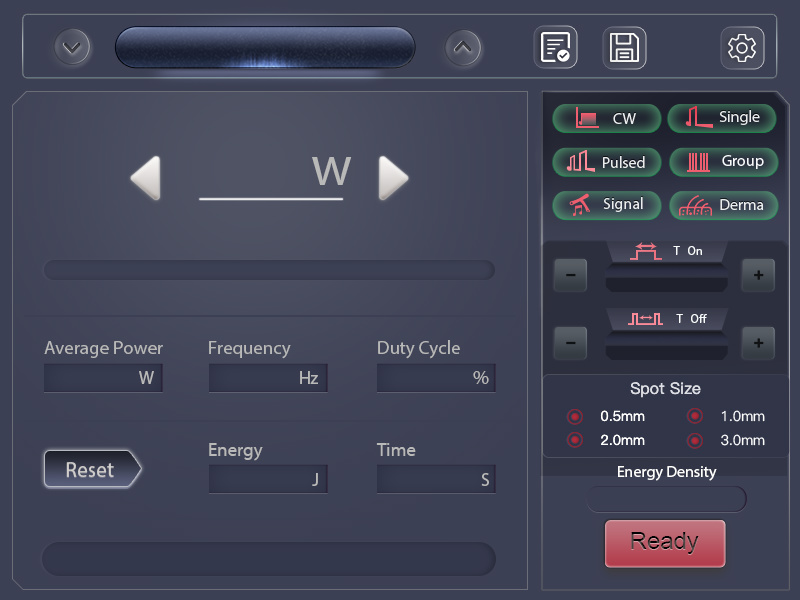 W
Average Power
Frequency
Duty Cycle
W
Hz
%
Reset
Energy
Time
J
S
CW
Single
Pulsed
Group
Signal
Derma
T On
−
+
T Off
−
+
Spot Size
0.5mm
1.0mm
2.0mm
3.0mm
Energy Density
Ready